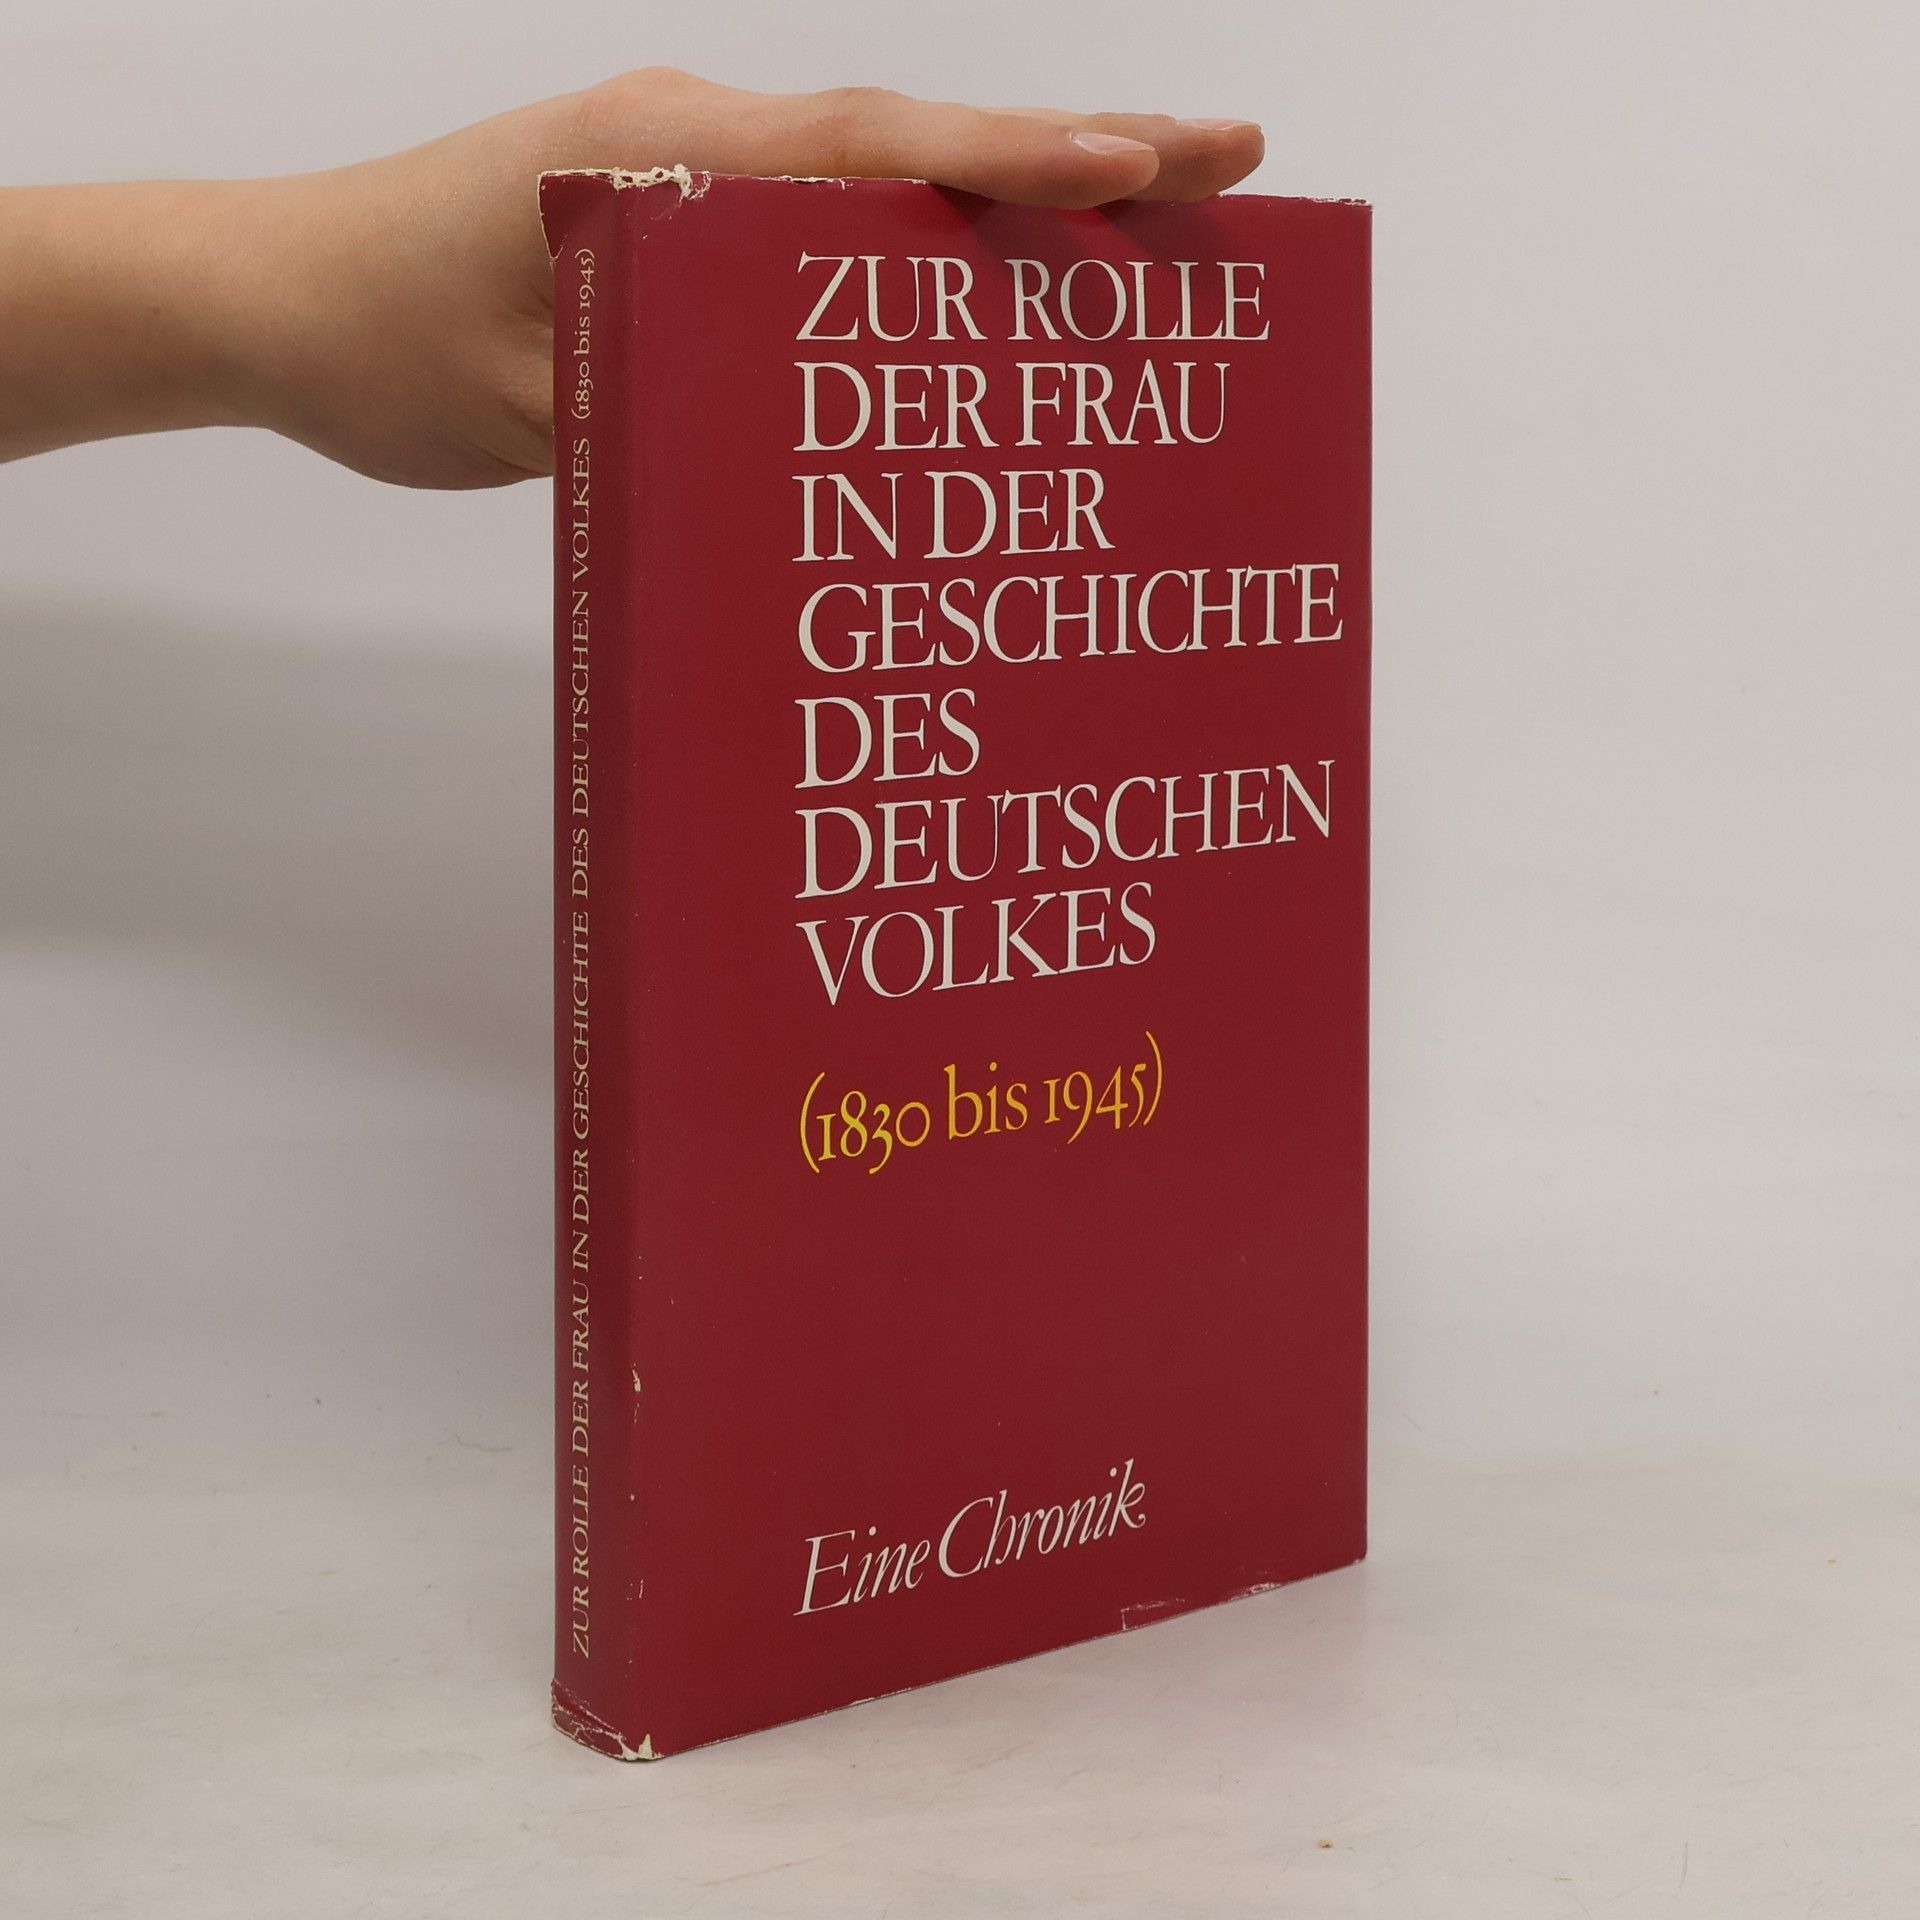 ZUR ROLLE DER FRAU IN DER GESCHICHTE DES DEUTSCHEN VOLKES (1830 bis 1945)
ZUR ROLLE
DER FRAU
IN DER
GESCHICHTE
DES
DEUTSCHEN
VOLKES
(1830 bis 1945)
Eine Chronik